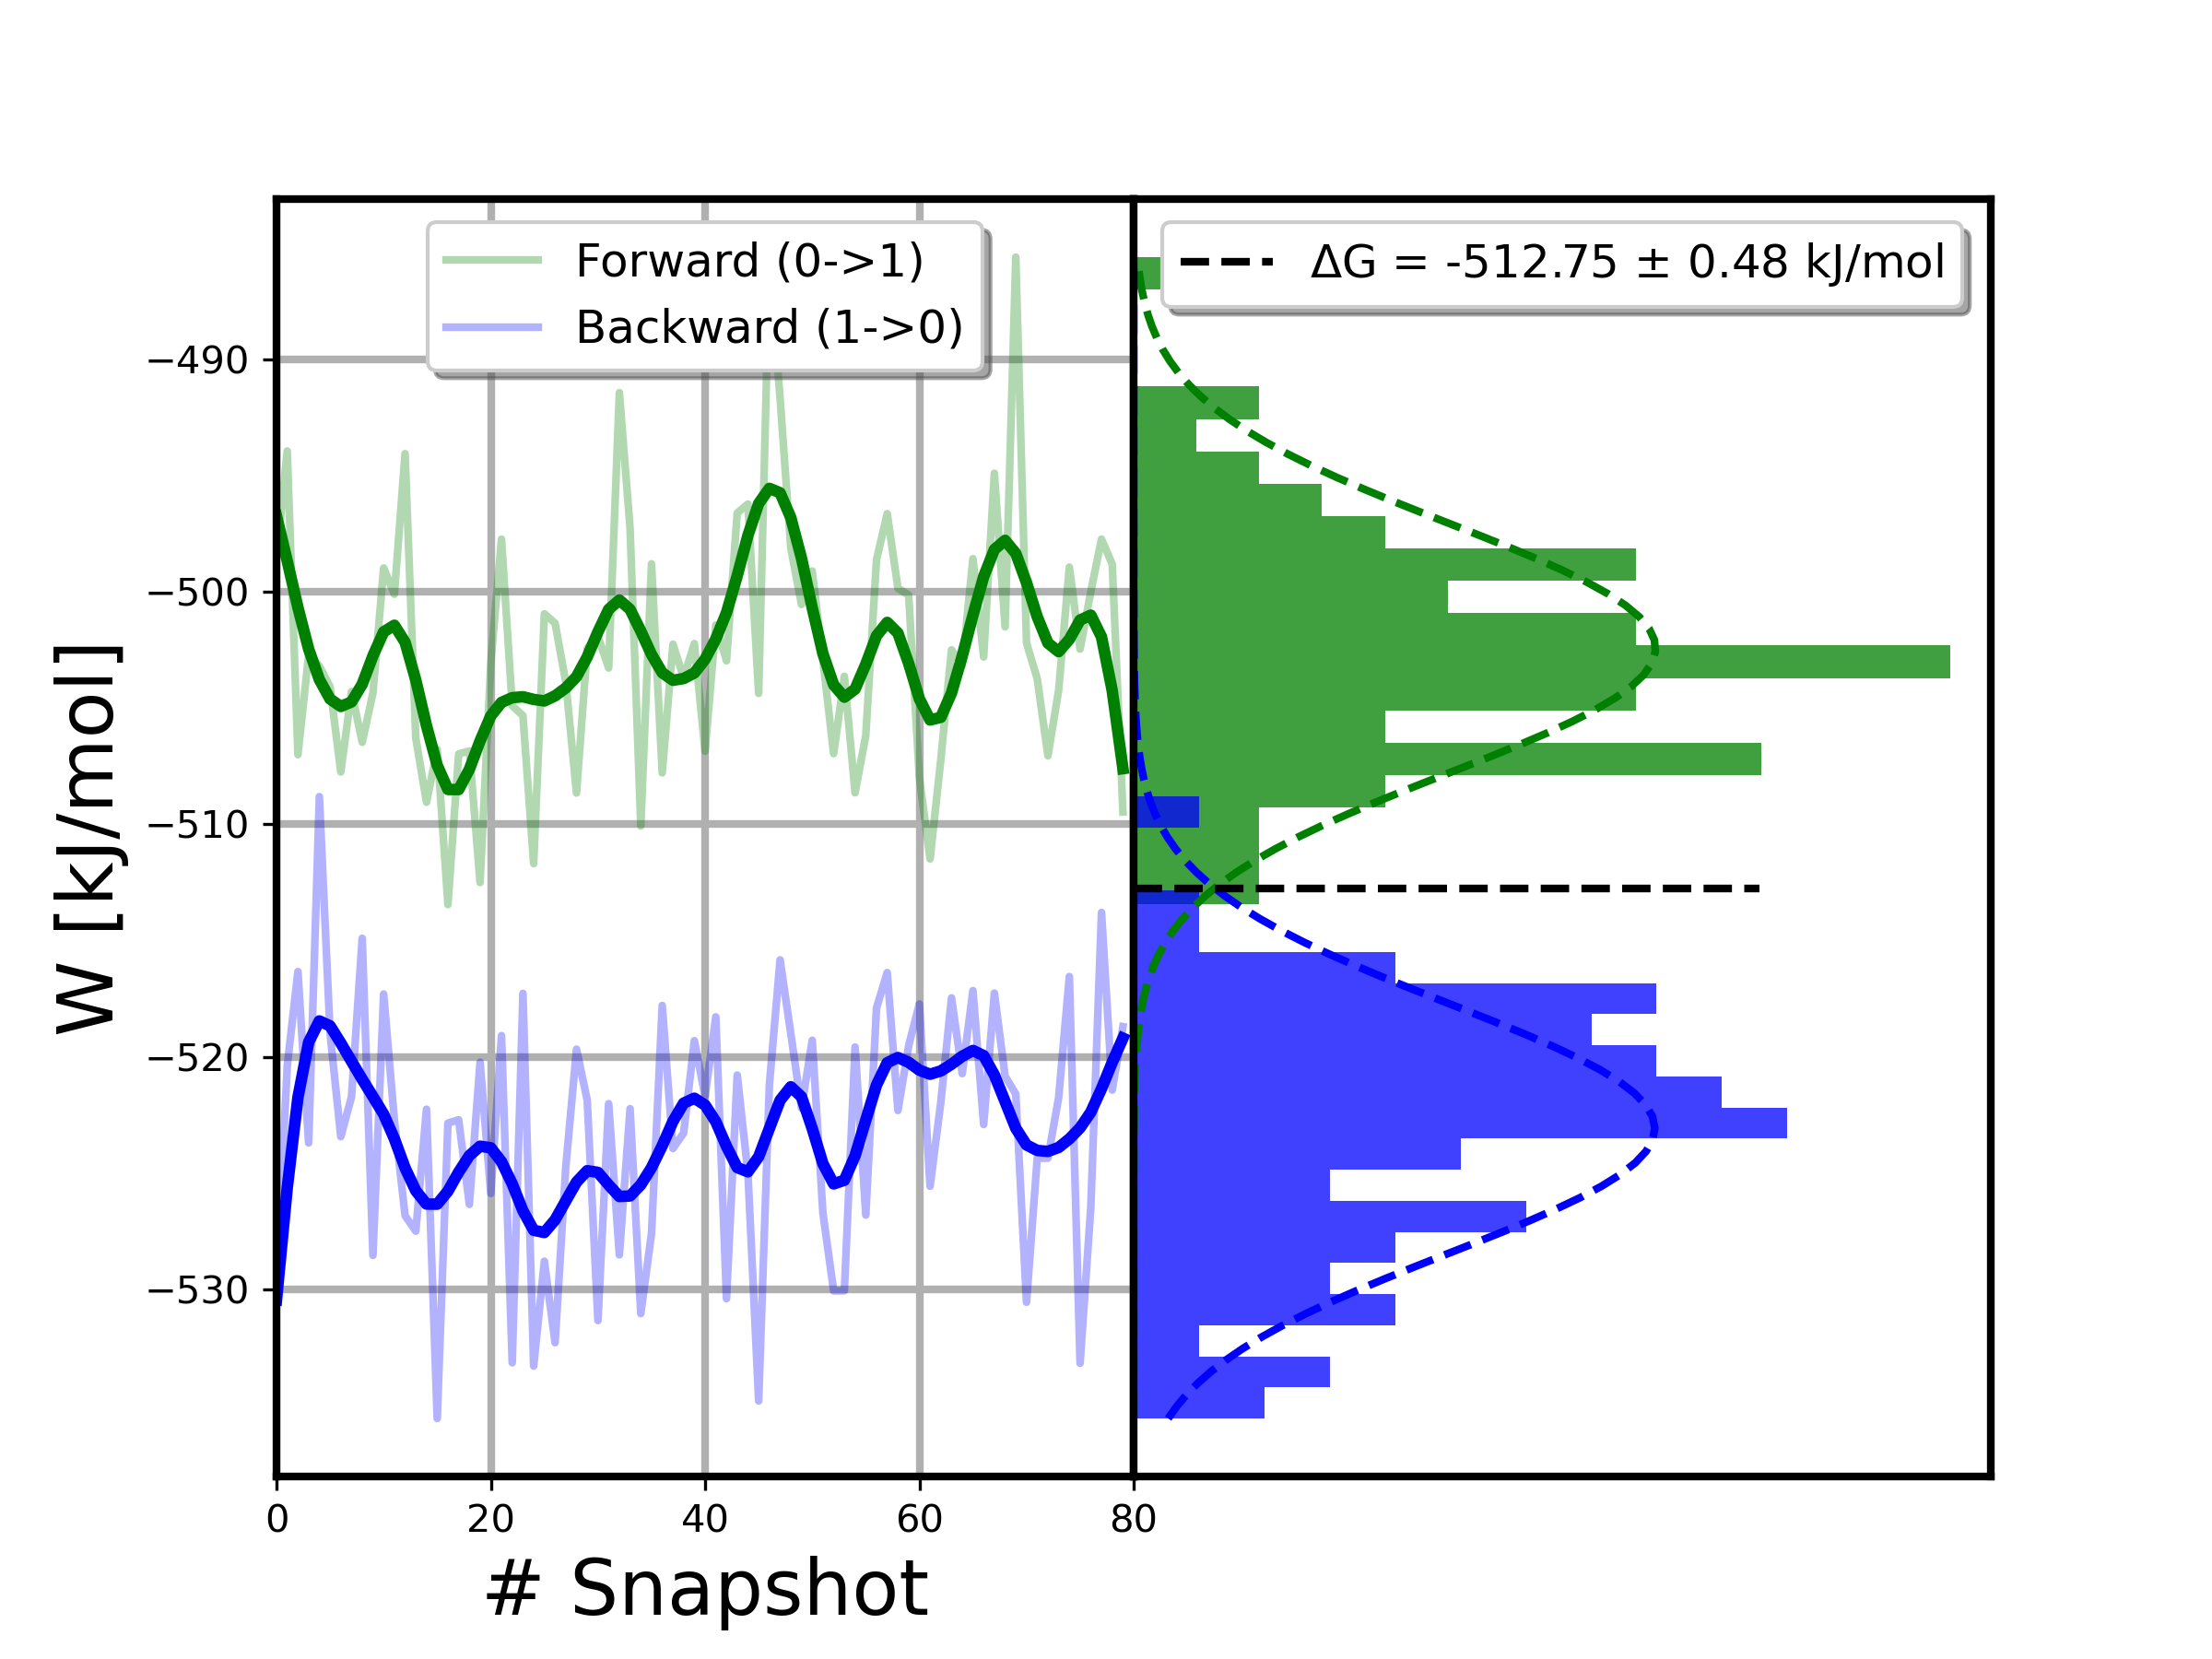 Forward (0->1)
Backward (1->0)
ΔG = -512.75 ± 0.48 kJ/mol
W [kJ/mol]
−490
−500
−510
−520
−530
0 20 40 60 80
# Snapshot